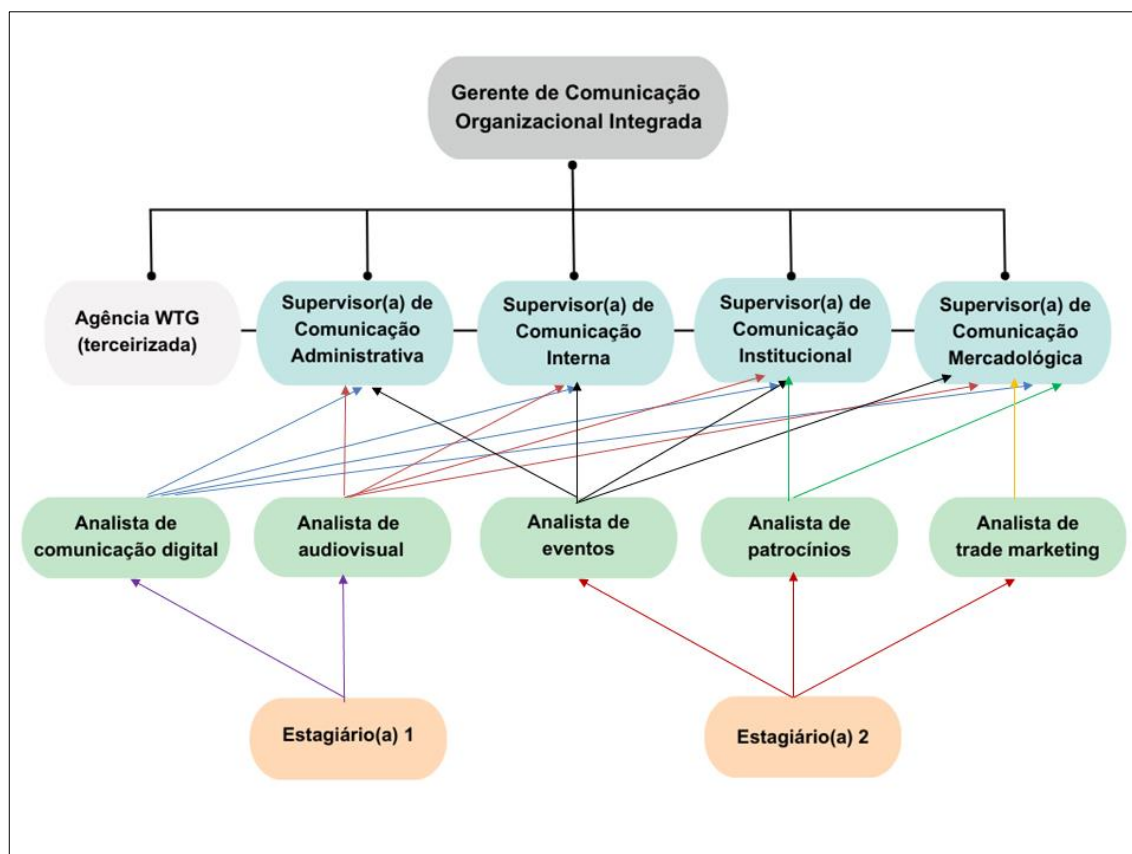 Gerente de Comunicação
Organizacional Integrada
Agência WTG
(terceirizada)
Supervisor(a) de
Comunicação
Administrativa
Supervisor(a) de
Comunicação
Interna
Supervisor(a) de
Comunicação
Institucional
Supervisor(a) de
Comunicação
Mercadológica
Analista de
comunicação digital
Analista de
audiovisual
Analista de
eventos
Analista de
patrocínios
Analista de
trade marketing
Estagiário(a) 1
Estagiário(a) 2